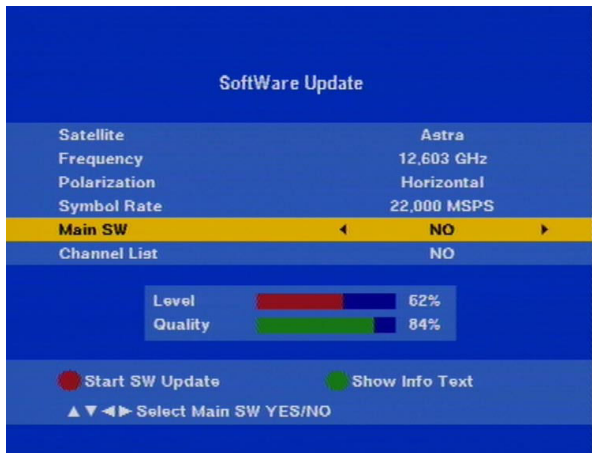 SoftWare Update
Satellite Astra
Frequency 12,603 GHz
Polarization Horizontal
Symbol Rate 22,000 MSPS
Main SW ◀ NO ▶
Channel List NO
Level 62%
Quality 84%
Start SW Update Show Info Text
▲▼◀▶ Select Main SW YES/NO